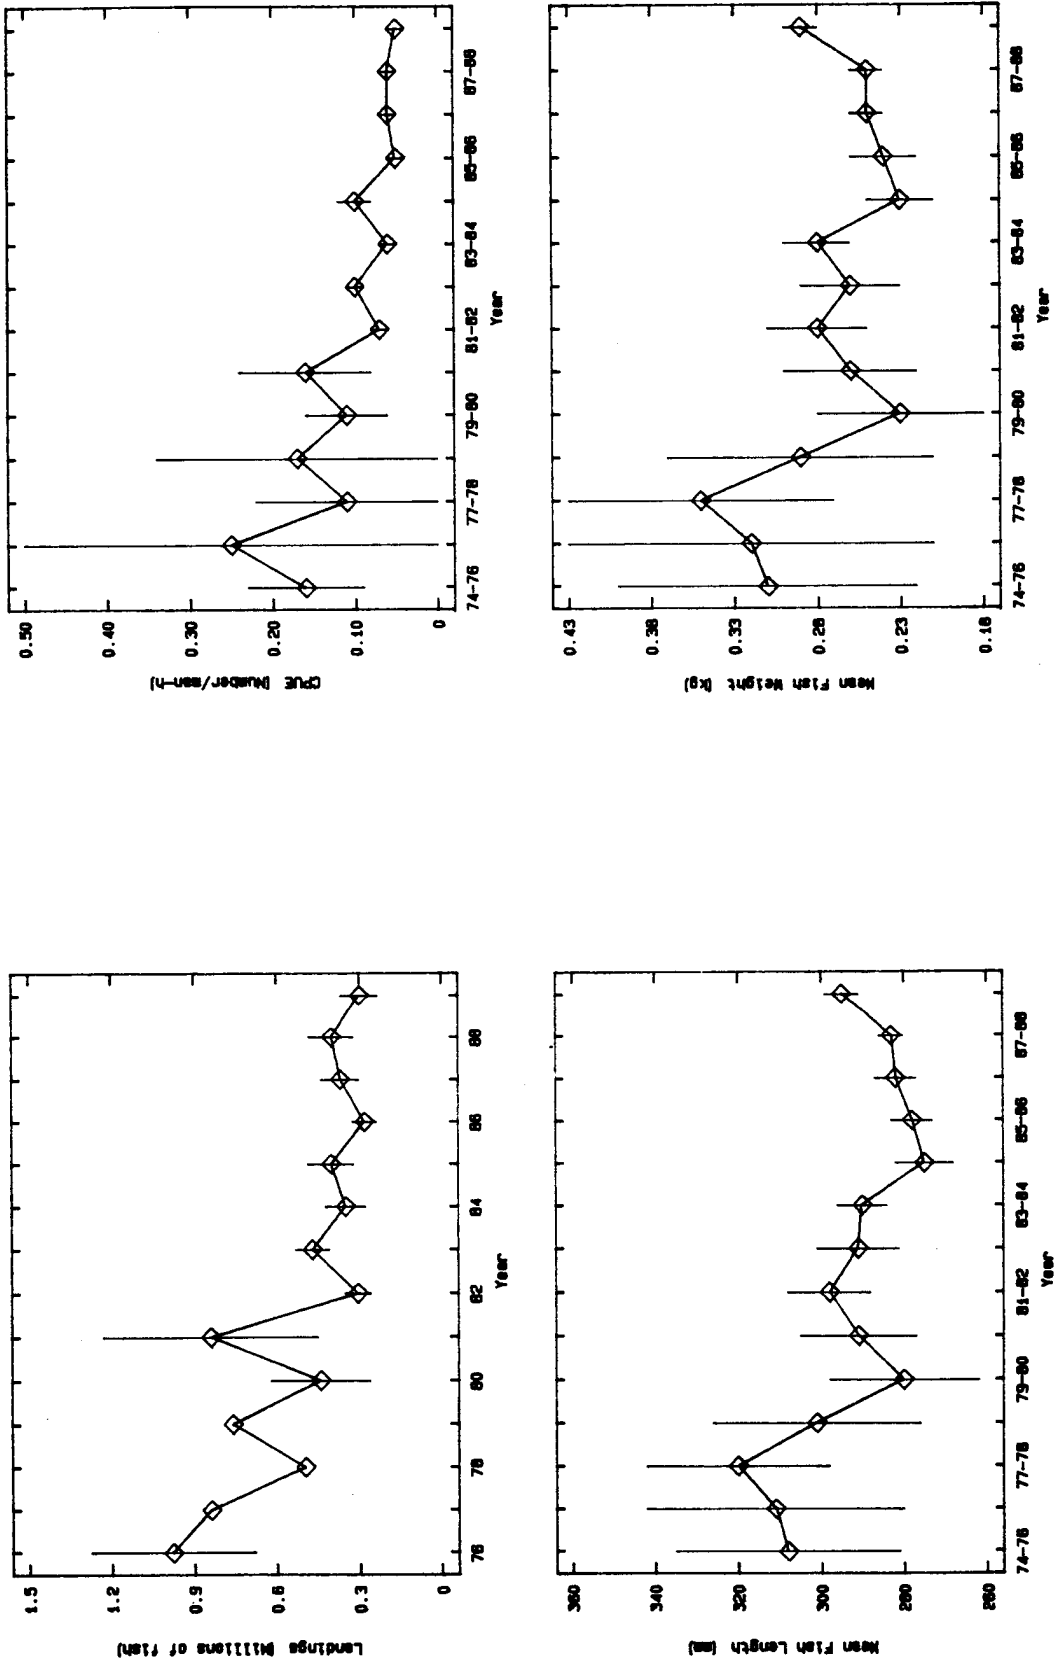 Landings (Millions of fish)
1.5
1.2
0.9
0.6
0.3
0
76 78 80 82 84 86 88
Year
CPUE (Number/man-h)
0.50
0.40
0.30
0.20
0.10
0
74-76 77-78 79-80 81-82 83-84 85-86 87-88
Year
Mean Fish Length (mm)
360
340
320
300
280
260
74-76 77-78 79-80 81-82 83-84 85-86 87-88
Year
Mean Fish Weight (kg)
0.43
0.38
0.33
0.28
0.23
0.18
74-76 77-78 79-80 81-82 83-84 85-86 87-88
Year